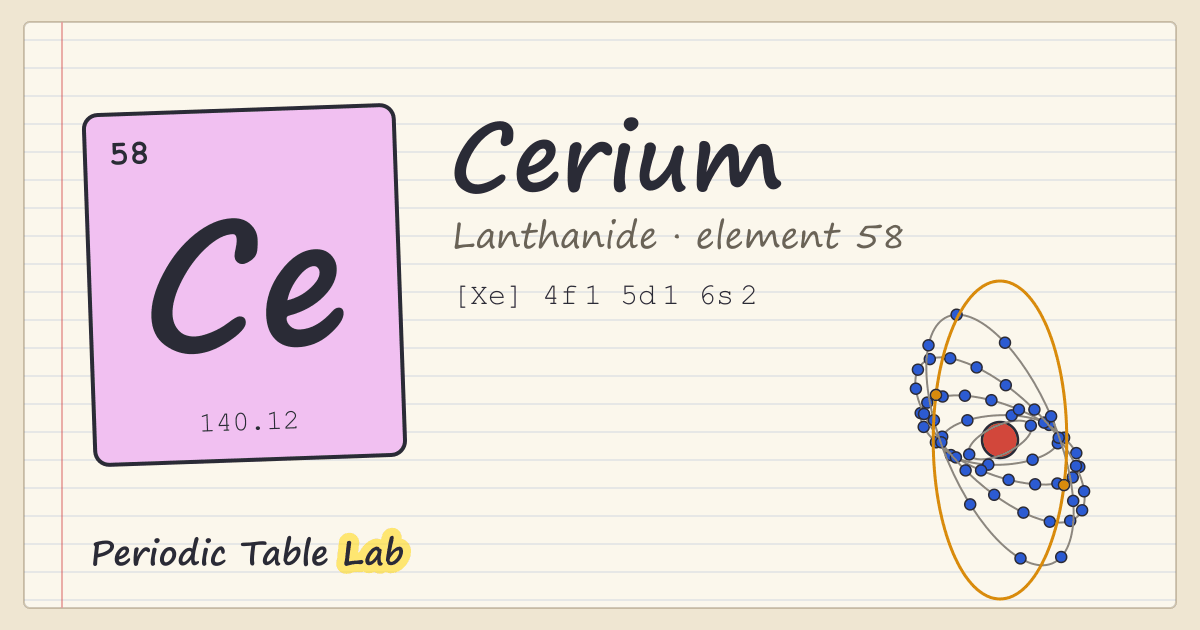 58
Ce
140.12
Cerium
Lanthanide · element 58
[Xe] 4f1 5d1 6s2
Periodic Table Lab